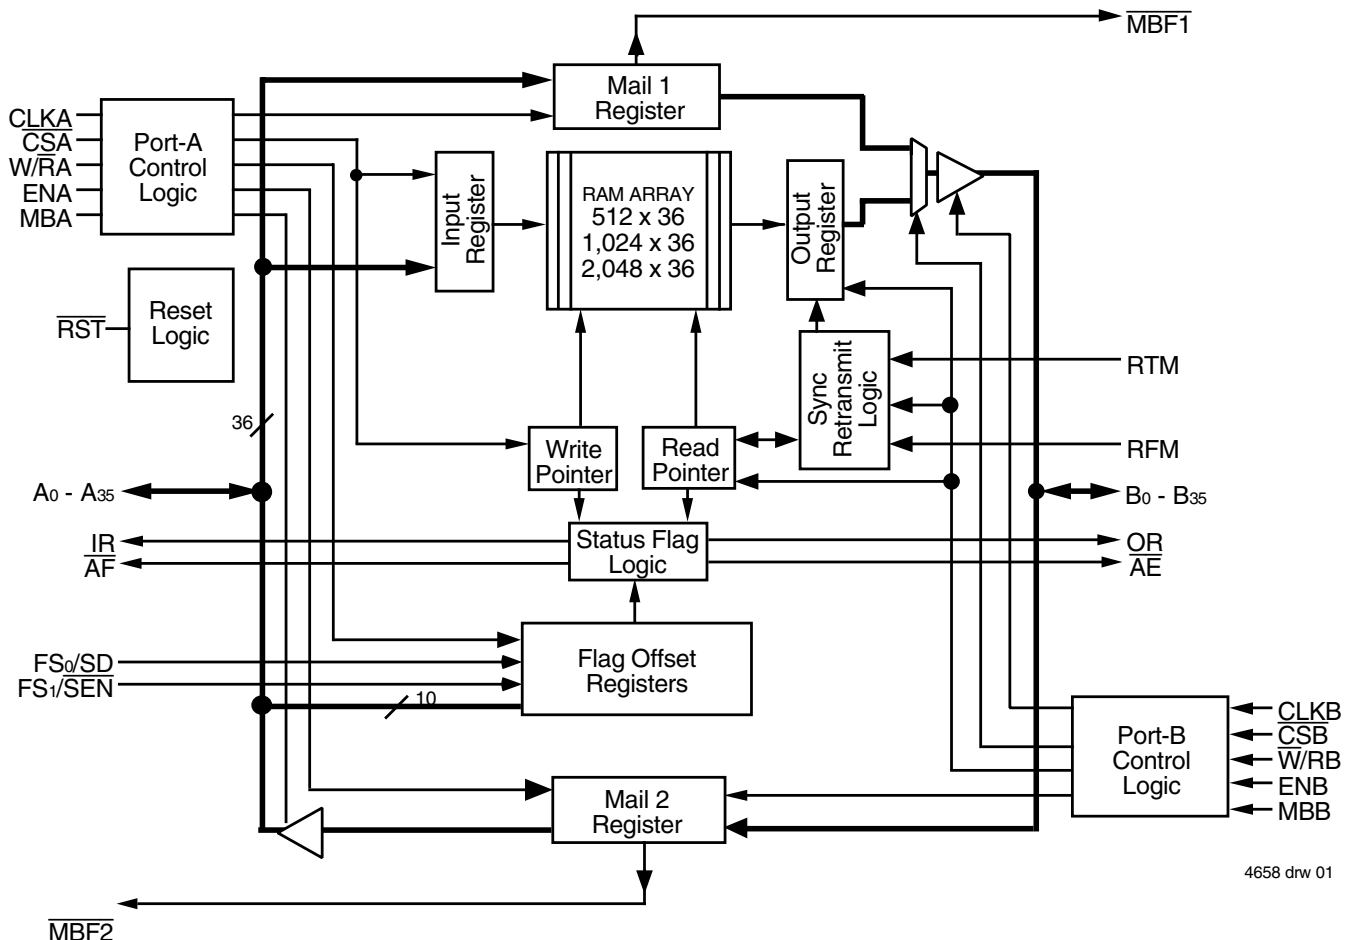 MBF1
Mail 1
Register
CLKA
CSA
W/RA
ENA
MBA
Port-A
Control
Logic
Input
Register
RAM ARRAY
512 x 36
1,024 x 36
2,048 x 36
Output
Register
RST
Reset
Logic
Sync
Retransmit
Logic
RTM
RFM
36
Write
Pointer
Read
Pointer
A0 - A35
B0 - B35
IR
AF
Status Flag
Logic
OR
AE
FS0/SD
FS1/SEN
Flag Offset
Registers
10
Port-B
Control
Logic
CLKB
CSB
W/RB
ENB
MBB
Mail 2
Register
4658 drw 01
MBF2